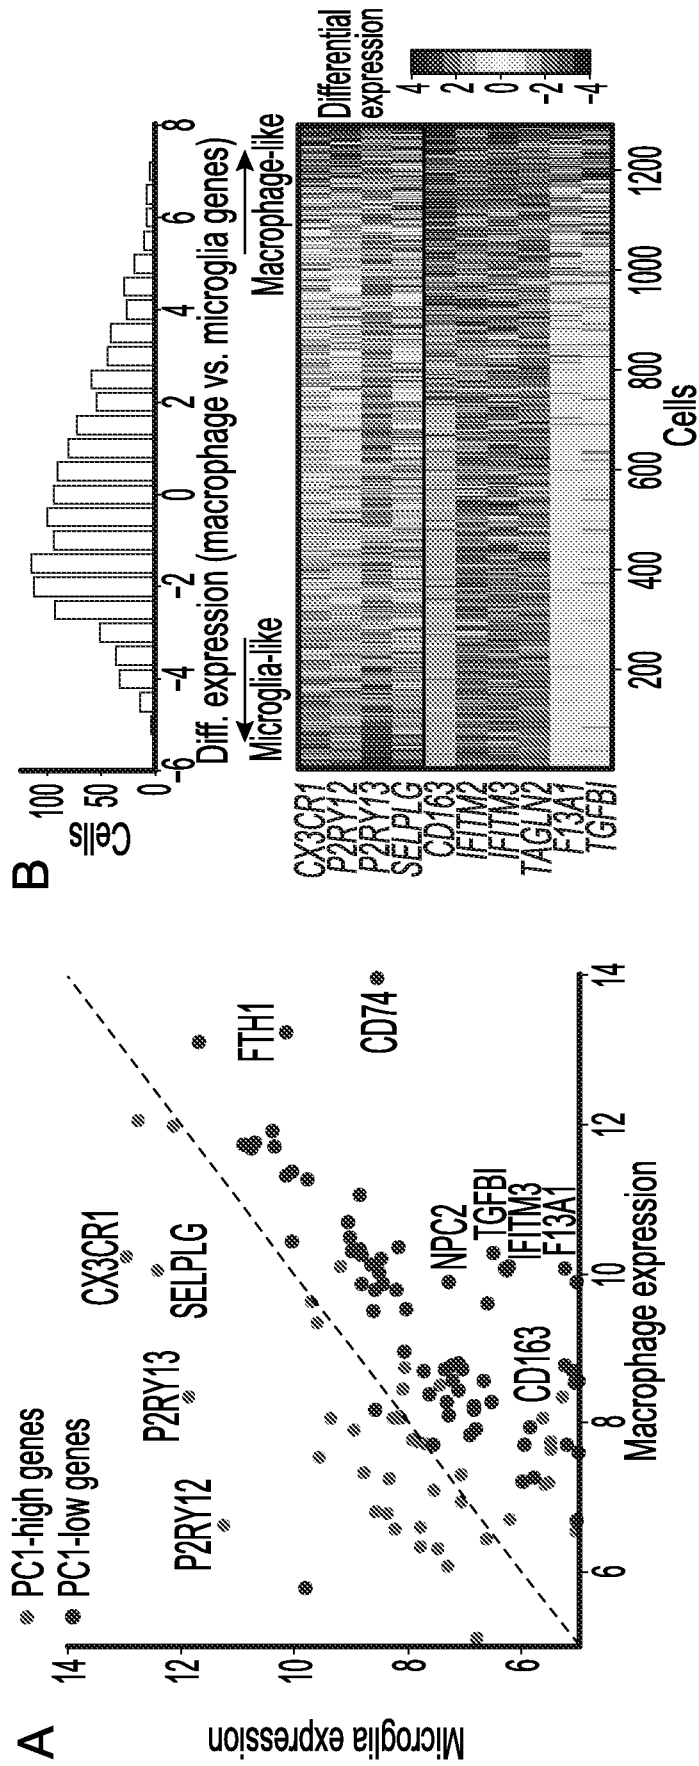 A
PC1-high genes
PC1-low genes
Microglia expression
14
12
10
8
6
CX3CR1
SELPLG
P2RY13
P2RY12
FTH1
CD74
NPC2
TGFBI
IFITM3
F13A1
CD163
6
8
10
12
14
Macrophage expression
B
Cells
100
50
0
-6
-4
-2
0
2
4
6
8
Diff. expression (macrophage vs. microglia genes)
Microglia-like
Macrophage-like
CX3CR1
P2RY12
P2RY13
SELPLG
CD163
IFITM2
IFITM3
TAGLN2
F13A1
TGFBI
200
400
600
800
1000
1200
Cells
Differential
expression
4
2
0
-2
-4